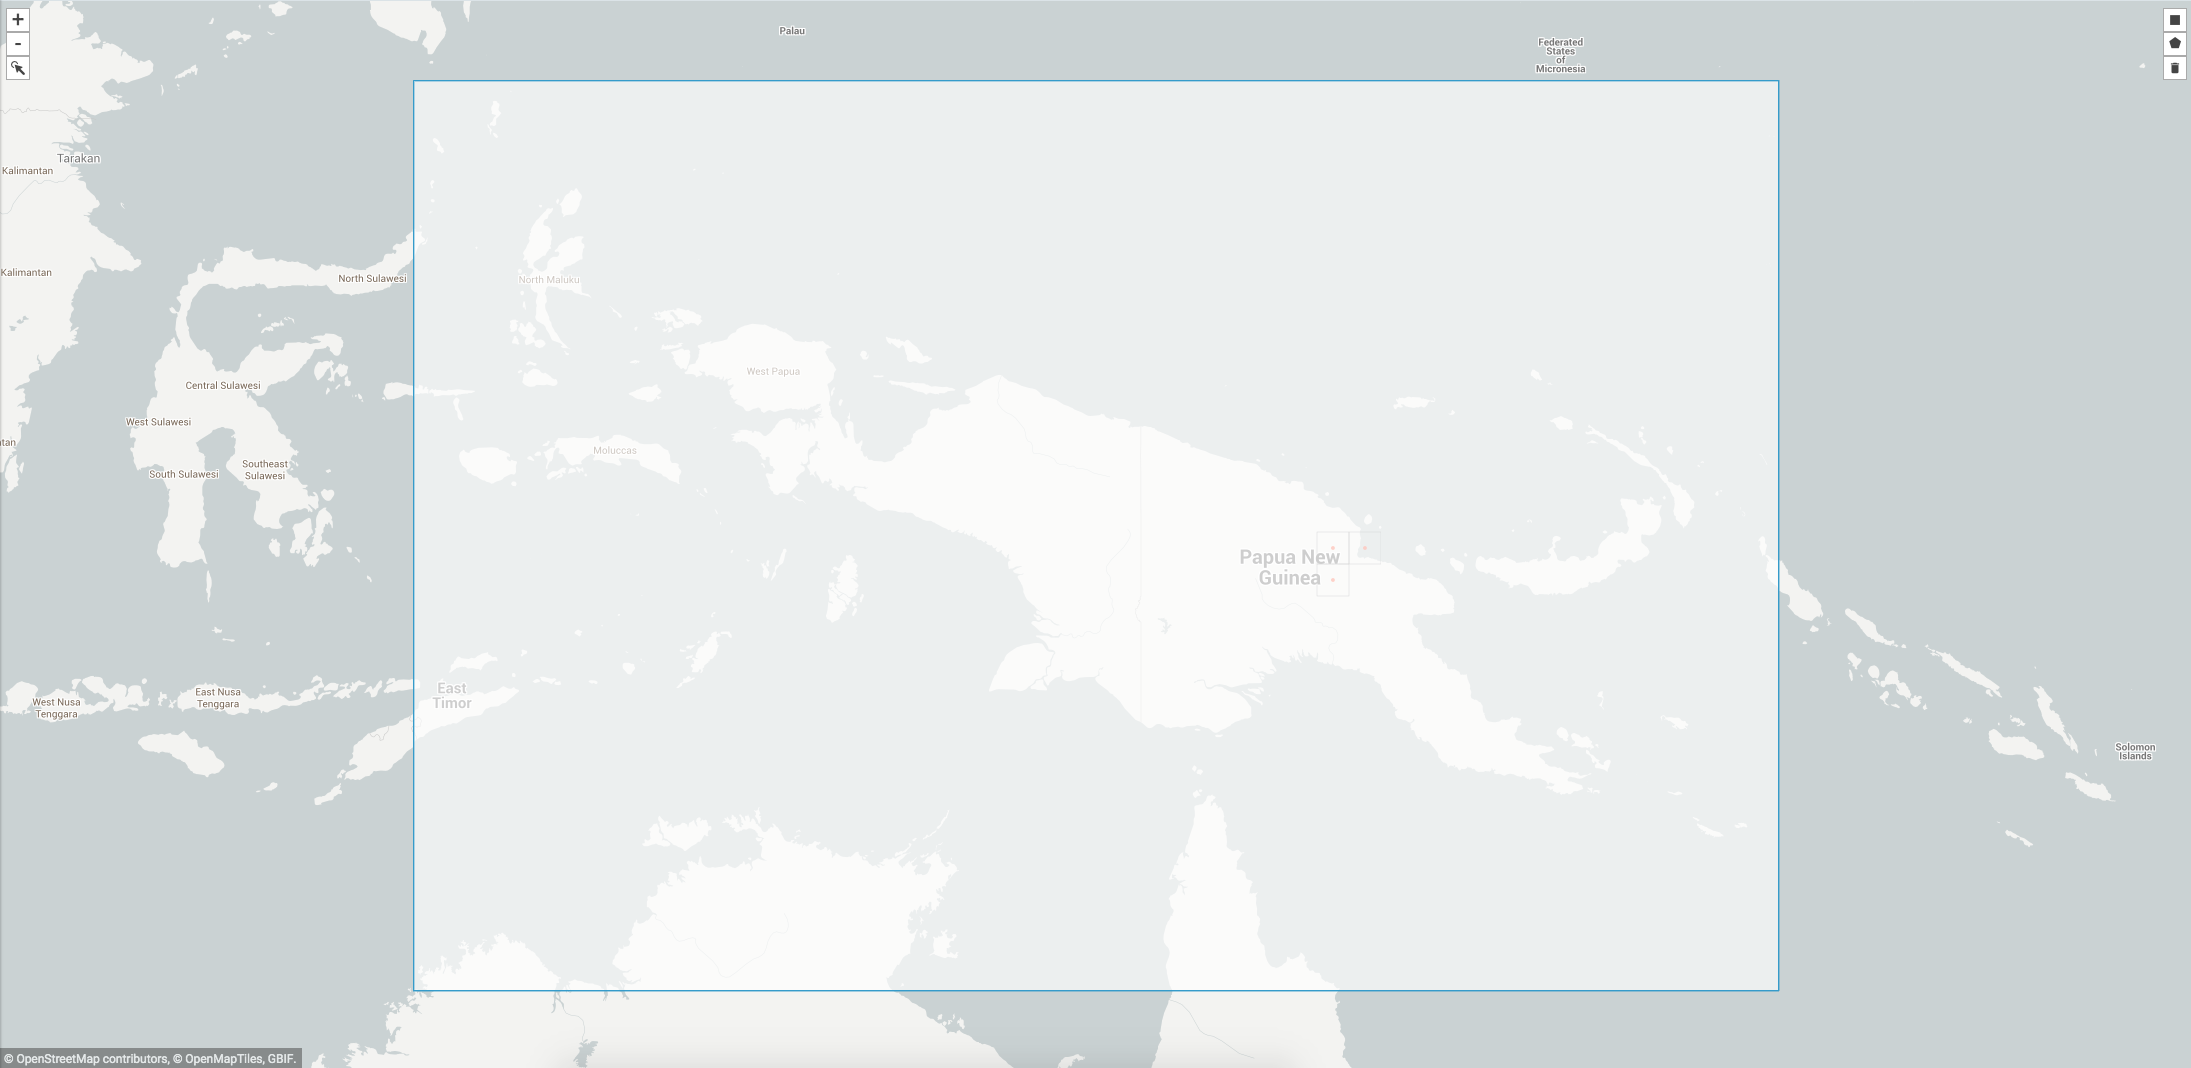 +
-
Palau
Federated
States
of
Micronesia
Tarakan
Kalimantan
Kalimantan
North Sulawesi
North Maluku
West Papua
Central Sulawesi
West Sulawesi
tan
Moluccas
Southeast
Sulawesi
South Sulawesi
Papua New
Guinea
East
Timor
East Nusa
Tenggara
West Nusa
Tenggara
Solomon
Islands
© OpenStreetMap contributors, © OpenMapTiles, GBIF.